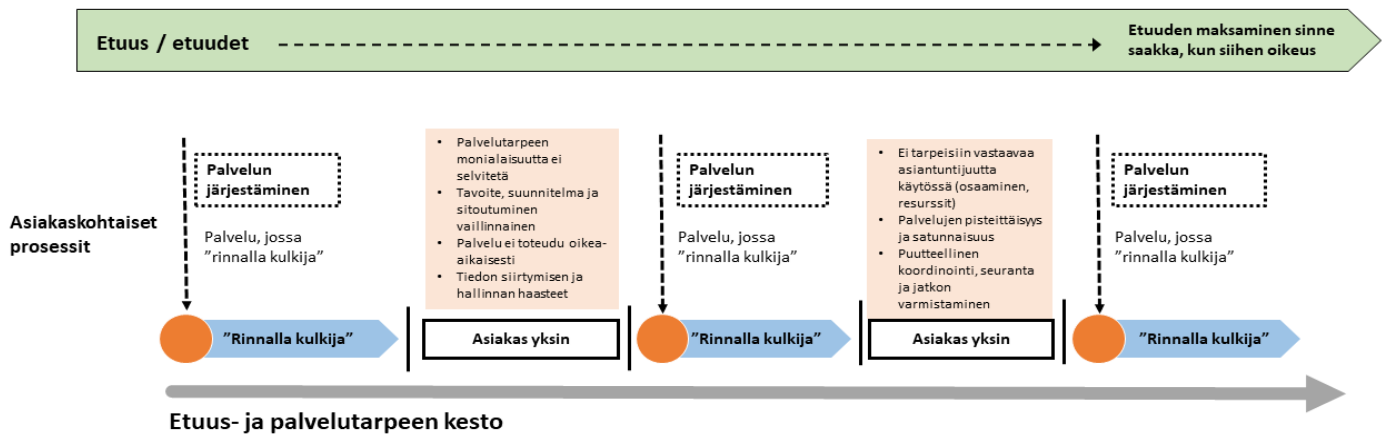 Etuus / etuudet
Etuuden maksaminen sinne
saakka, kun siihen oikeus
Asiakaskohtaiset
prosessit
Palvelun
järjestäminen
Palvelu, jossa
”rinnalla kulkija”
”Rinnalla kulkija”
• Palvelutarpeen
monialaisuutta ei
selvitetä
• Tavoite, suunnitelma ja
sitoutuminen
vaillinnainen
• Palvelu ei toteudu oikea-
aikaisesti
• Tiedon siirtymisen ja
hallinnan haasteet
Asiakas yksin
Palvelun
järjestäminen
Palvelu, jossa
”rinnalla kulkija”
”Rinnalla kulkija”
• Ei tarpeisiin vastaavaa
asiantuntijuutta
käytössä (osaaminen,
resurssit)
• Palvelujen pisteittäisyys
ja satunnaisuus
• Puutteellinen
koordinointi, seuranta
ja jatkon
varmistaminen
Asiakas yksin
Palvelun
järjestäminen
Palvelu, jossa
”rinnalla kulkija”
”Rinnalla kulkija”
Etuus- ja palvelutarpeen kesto